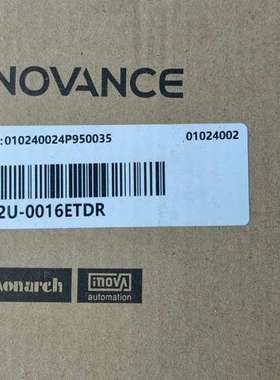 NOVANCE
:010240024P950035
01024002
2U-0016ETDR
onarch
inova
automation